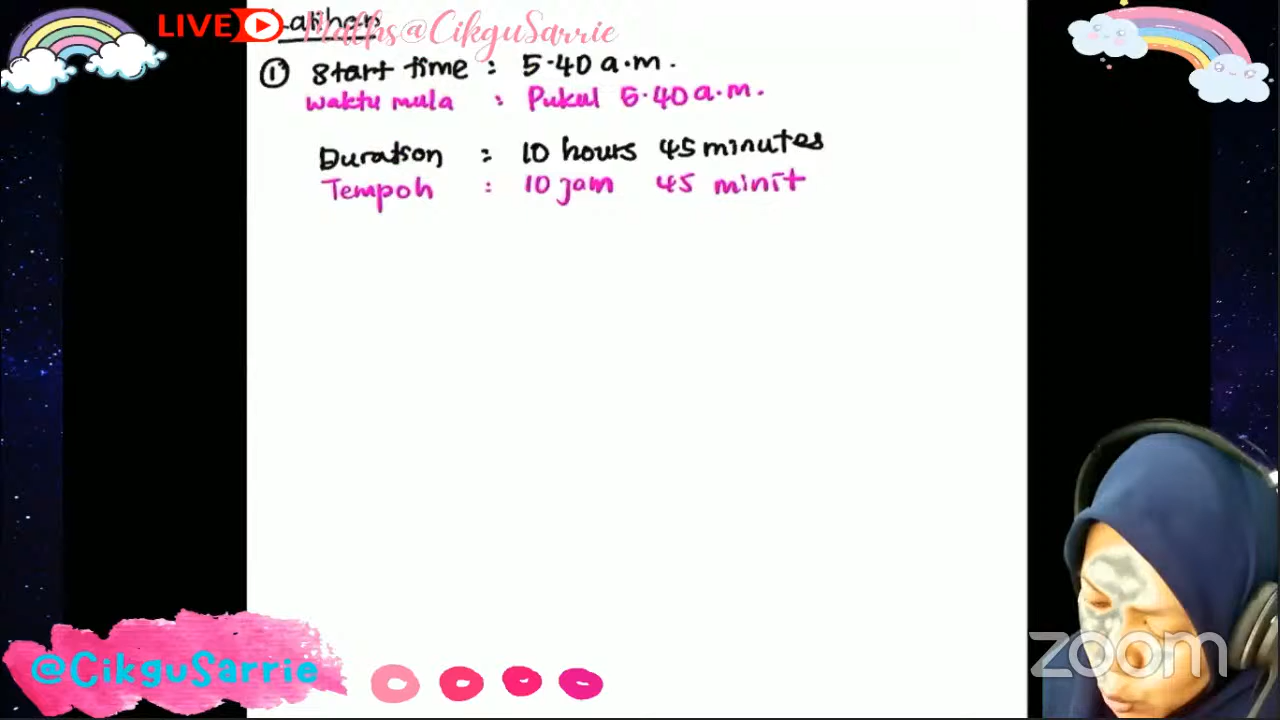 LIVE
Latihan
Maths@CikguSarrie
① Start time : 5.40 a.m.
Waktu mula : Pukul 5.40 a.m.
Duration : 10 hours 45 minutes
Tempoh : 10 jam 45 minit
@CikguSarrie
zoom